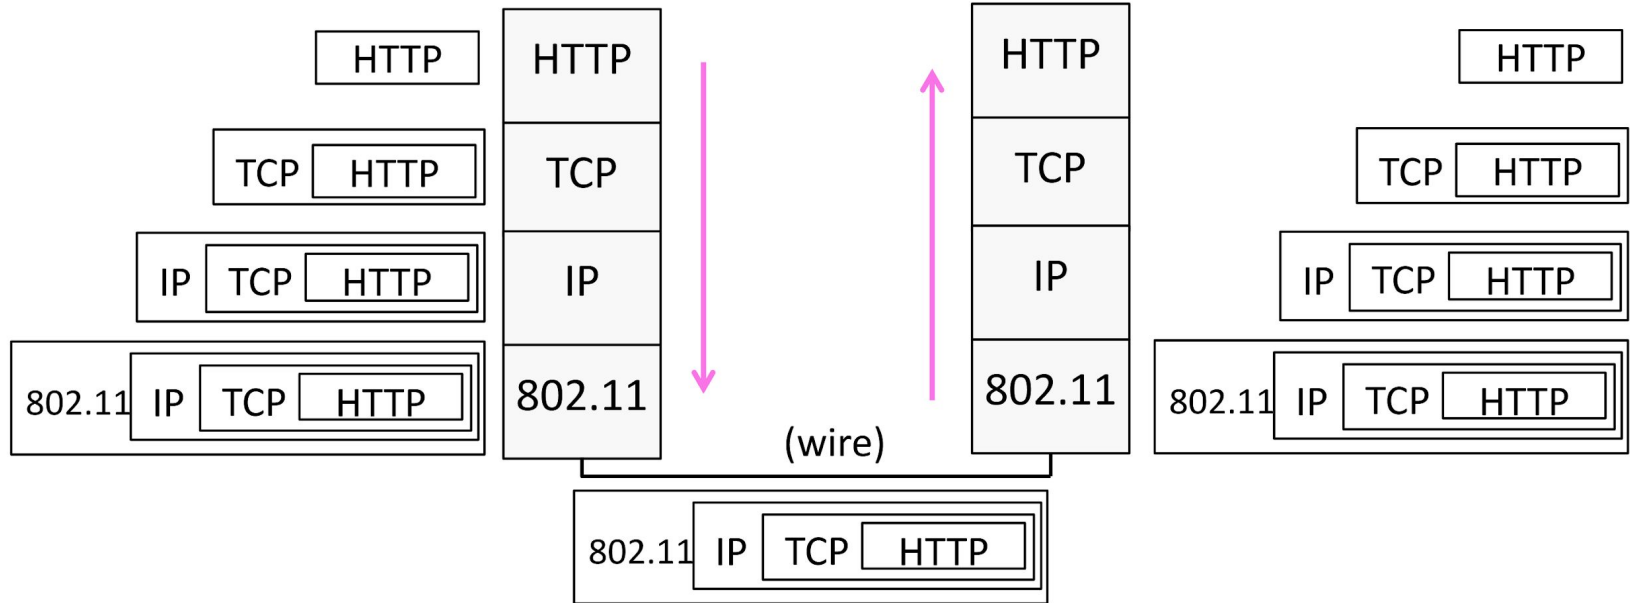 HTTP HTTP HTTP HTTP
TCP HTTP TCP TCP TCP HTTP
IP TCP HTTP IP IP IP TCP HTTP
802.11 IP TCP HTTP 802.11 802.11 802.11 IP TCP HTTP
(wire)
802.11 IP TCP HTTP